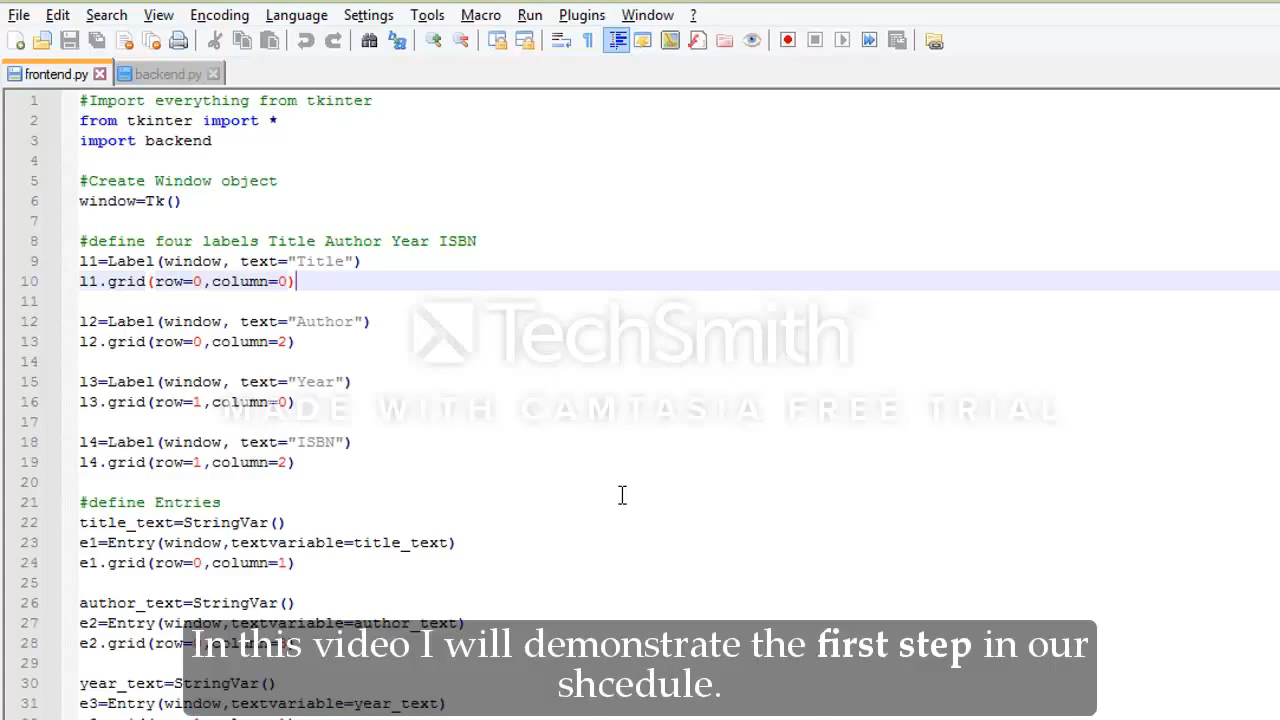 File Edit Search View Encoding Language Settings Tools Macro Run Plugins Window ?
frontend.py backend.py
1 #Import everything from tkinter
2 from tkinter import *
3 import backend
4
5 #Create Window object
6 window=Tk()
7
8 #define four labels Title Author Year ISBN
9 l1=Label(window, text="Title")
10 l1.grid(row=0,column=0)
11
12 l2=Label(window, text="Author")
13 l2.grid(row=0,column=2)
14
15 l3=Label(window, text="Year")
16 l3.grid(row=1,column=0)
17
18 l4=Label(window, text="ISBN")
19 l4.grid(row=1,column=2)
20
21 #define Entries
22 title_text=StringVar()
23 e1=Entry(window,textvariable=title_text)
24 e1.grid(row=0,column=1)
25
26 author_text=StringVar()
27 e2=Entry(window,textvariable=author_text)
28 e2.grid(row=
29
30 year_text=StringVar()
31 e3=Entry(window,textvariable=year_text)
TechSmith
MADE WITH CAMTASIA FREE TRIAL
In this video I will demonstrate the first step in our
shcedule.